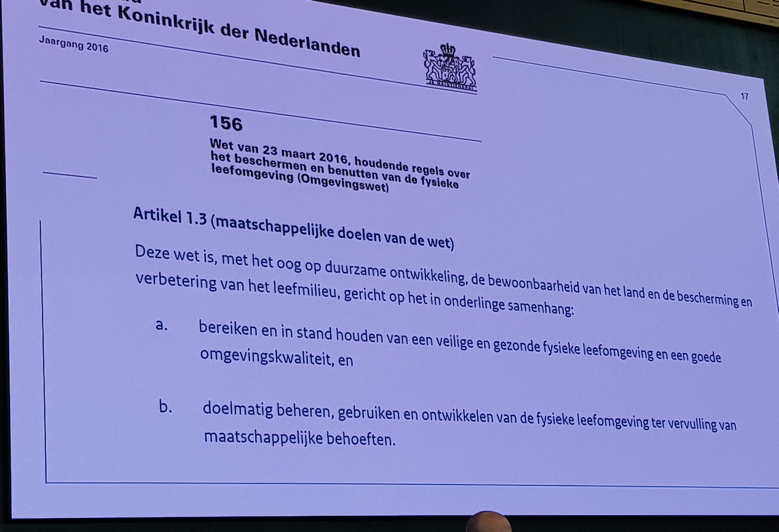 van het Koninkrijk der Nederlanden
Jaargang 2016
17
156
Wet van 23 maart 2016, houdende regels over
het beschermen en benutten van de fysieke
leefomgeving (Omgevingswet)
Artikel 1.3 (maatschappelijke doelen van de wet)
Deze wet is, met het oog op duurzame ontwikkeling, de bewoonbaarheid van het land en de bescherming en
verbetering van het leefmilieu, gericht op het in onderlinge samenhang:
a. bereiken en in stand houden van een veilige en gezonde fysieke leefomgeving en een goede
omgevingskwaliteit, en
b. doelmatig beheren, gebruiken en ontwikkelen van de fysieke leefomgeving ter vervulling van
maatschappelijke behoeften.